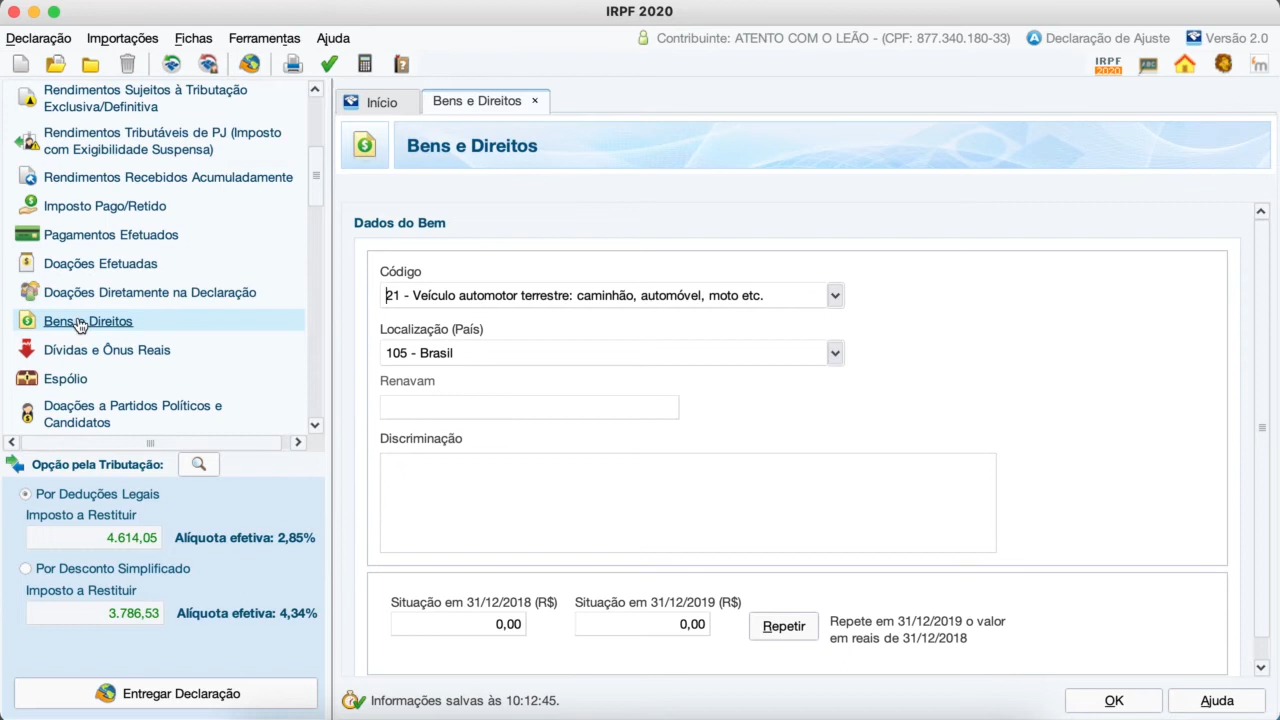 IRPF 2020
Declaração Importações Fichas Ferramentas Ajuda
Contribuinte: ATENTO COM O LEÃO - (CPF: 877.340.180-33) Declaração de Ajuste Versão 2.0
IRPF
2020
ABC
Rendimentos Sujeitos à Tributação
Exclusiva/Definitiva
Rendimentos Tributáveis de PJ (Imposto
com Exigibilidade Suspensa)
Rendimentos Recebidos Acumuladamente
Imposto Pago/Retido
Pagamentos Efetuados
Doações Efetuadas
Doações Diretamente na Declaração
Bens e Direitos
Dívidas e Ônus Reais
Espólio
Doações a Partidos Políticos e
Candidatos
Opção pela Tributação:
Por Deduções Legais
Imposto a Restituir
4.614,05 Alíquota efetiva: 2,85%
Por Desconto Simplificado
Imposto a Restituir
3.786,53 Alíquota efetiva: 4,34%
Entregar Declaração
Início Bens e Direitos ×
Bens e Direitos
Dados do Bem
Código
21 - Veículo automotor terrestre: caminhão, automóvel, moto etc.
Localização (País)
105 - Brasil
Renavam
Discriminação
Situação em 31/12/2018 (R$) Situação em 31/12/2019 (R$)
0,00 0,00 Repetir Repete em 31/12/2019 o valor
em reais de 31/12/2018
Informações salvas às 10:12:45.
OK Ajuda